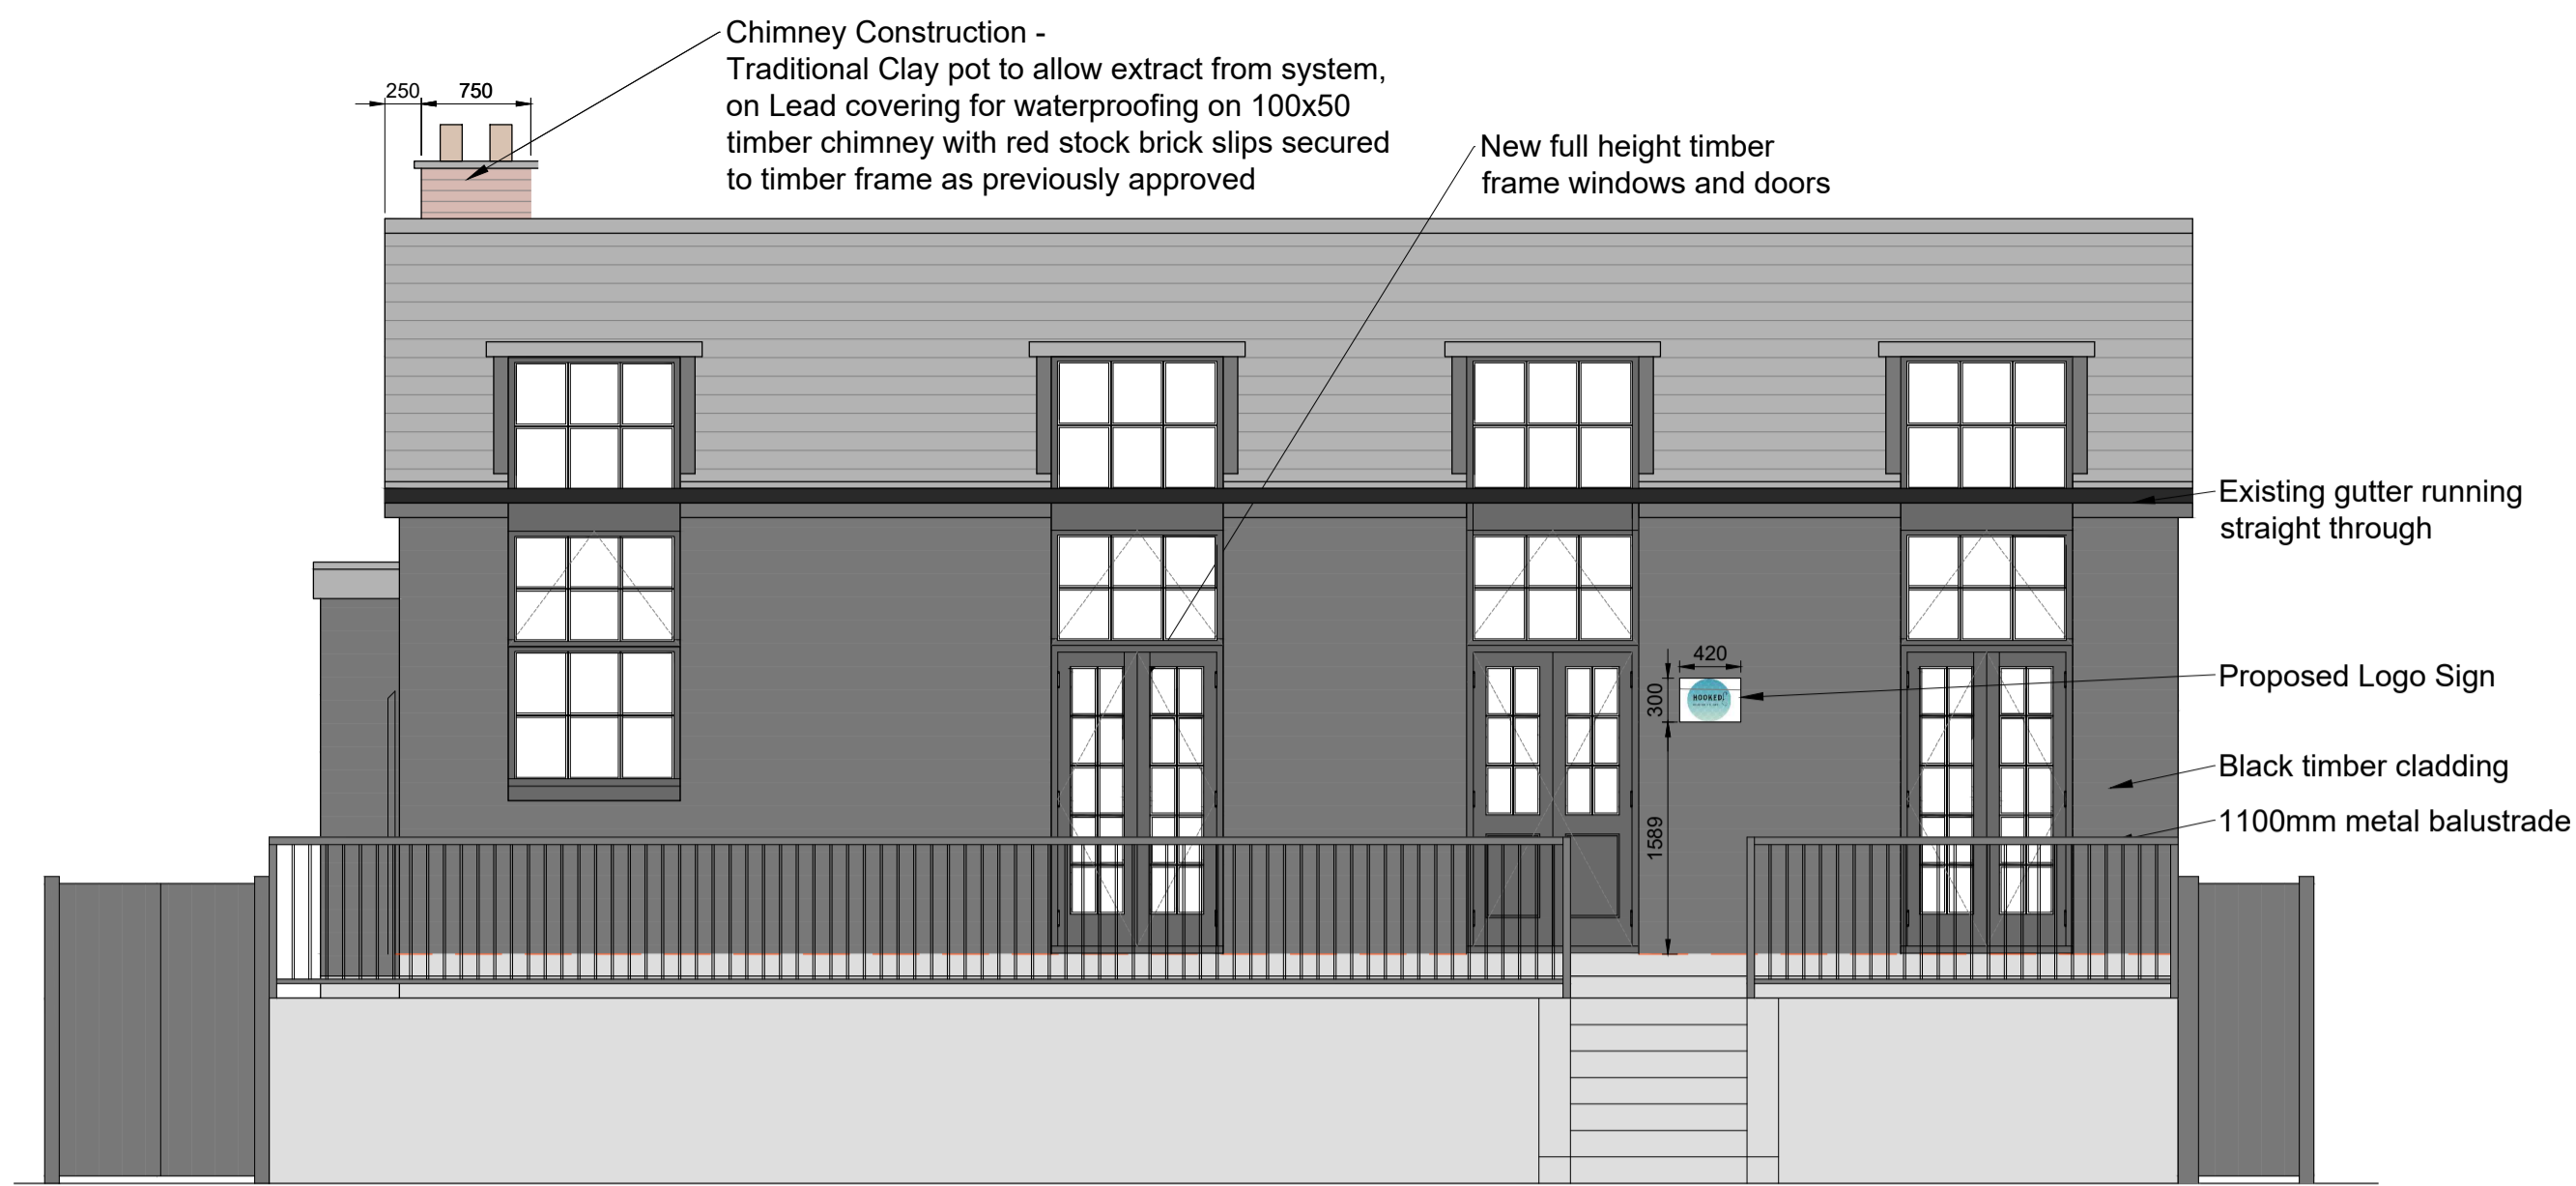 Chimney Construction -
Traditional Clay pot to allow extract from system,
on Lead covering for waterproofing on 100x50
timber chimney with red stock brick slips secured
to timber frame as previously approved
250
750
New full height timber
frame windows and doors
Existing gutter running
straight through
420
300
HOOKED
Proposed Logo Sign
Black timber cladding
1589
1100mm metal balustrade